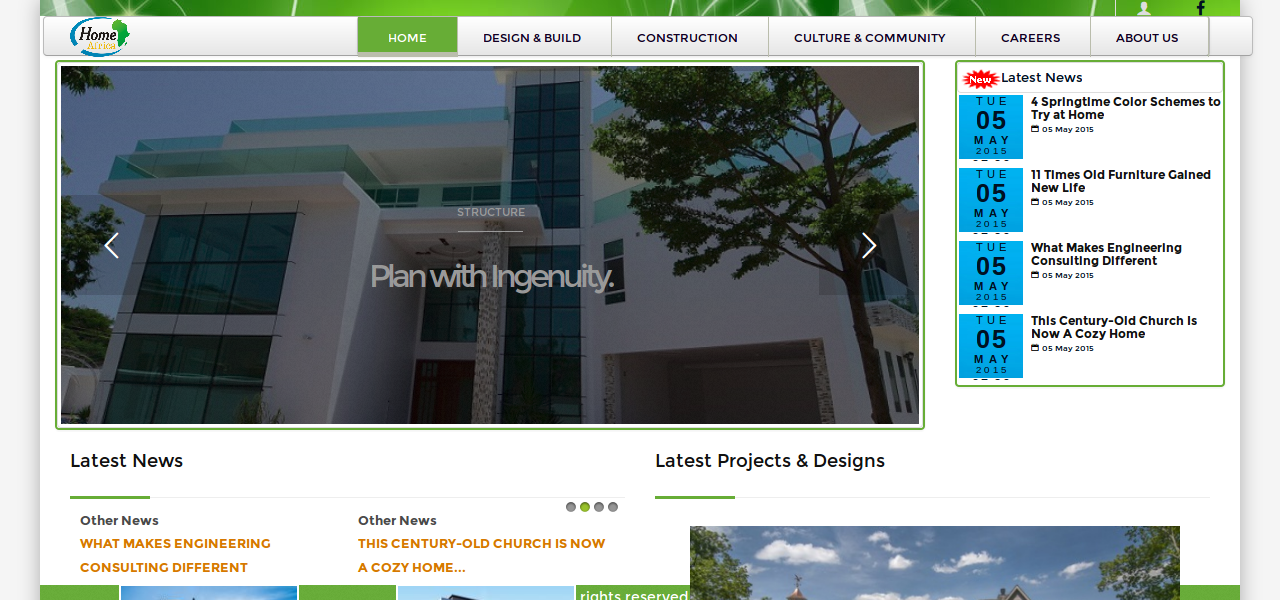 Home
Africa
HOME
DESIGN & BUILD
CONSTRUCTION
CULTURE & COMMUNITY
CAREERS
ABOUT US
STRUCTURE
Plan with Ingenuity.
New Latest News
TUE
05
MAY
2015
4 Springtime Color Schemes to
Try at Home
05 May 2015
TUE
05
MAY
2015
11 Times Old Furniture Gained
New Life
05 May 2015
TUE
05
MAY
2015
What Makes Engineering
Consulting Different
05 May 2015
TUE
05
MAY
2015
This Century-Old Church Is
Now A Cozy Home
05 May 2015
Latest News
Other News
WHAT MAKES ENGINEERING
CONSULTING DIFFERENT
Other News
THIS CENTURY-OLD CHURCH IS NOW
A COZY HOME...
Latest Projects & Designs
rights reserved